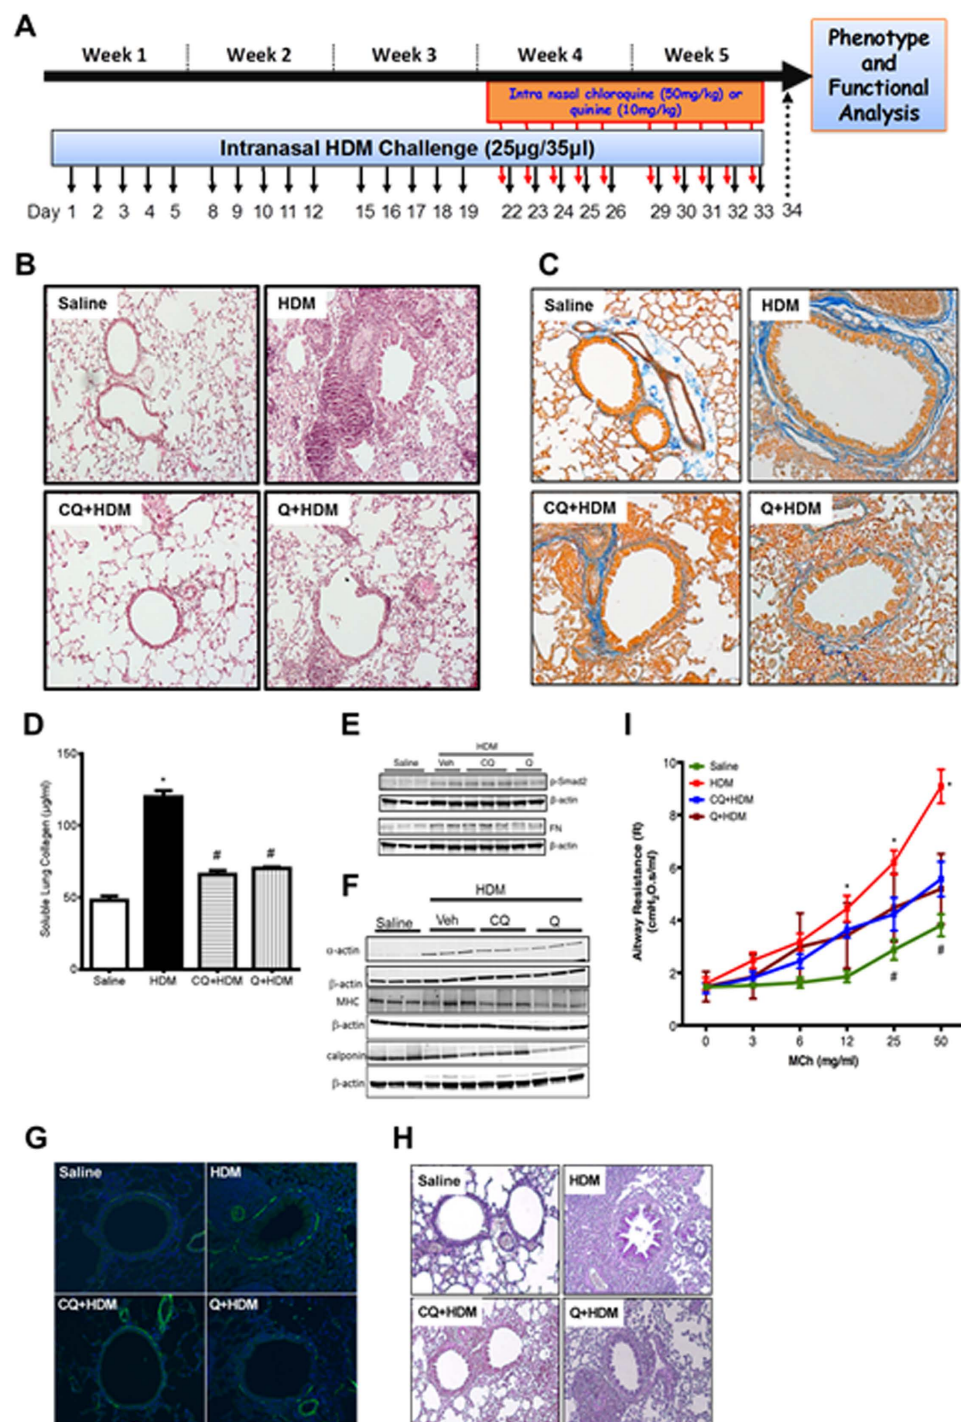 A
Week 1 Week 2 Week 3 Week 4 Week 5
Phenotype
and
Functional
Analysis
Intra nasal chloroquine (50mg/kg) or
quinine (10mg/kg)
Intranasal HDM Challenge (25µg/35µl)
Day 1 2 3 4 5 8 9 10 11 12 15 16 17 18 19 22 23 24 25 26 29 30 31 32 33 34
B
Saline HDM
CQ+HDM Q+HDM
C
Saline HDM
CQ+HDM Q+HDM
D
Soluble Lung Collagen (µg/ml)
150
100
50
0
*
# #
Saline HDM CQ+HDM Q+HDM
E
HDM
Saline Veh CQ Q
p-Smad2
β-actin
FN
β-actin
F
HDM
Saline Veh CQ Q
α-actin
β-actin
MHC
β-actin
calponin
β-actin
I
Saline
HDM
CQ+HDM
Q+HDM
Aitway Resistance (R)
(cmH₂O.s/ml)
10
8
6
4
2
0
* * *
# #
0 3 6 12 25 50
MCh (mg/ml)
G
Saline HDM
CQ+HDM Q+HDM
H
Saline HDM
CQ+HDM Q+HDM